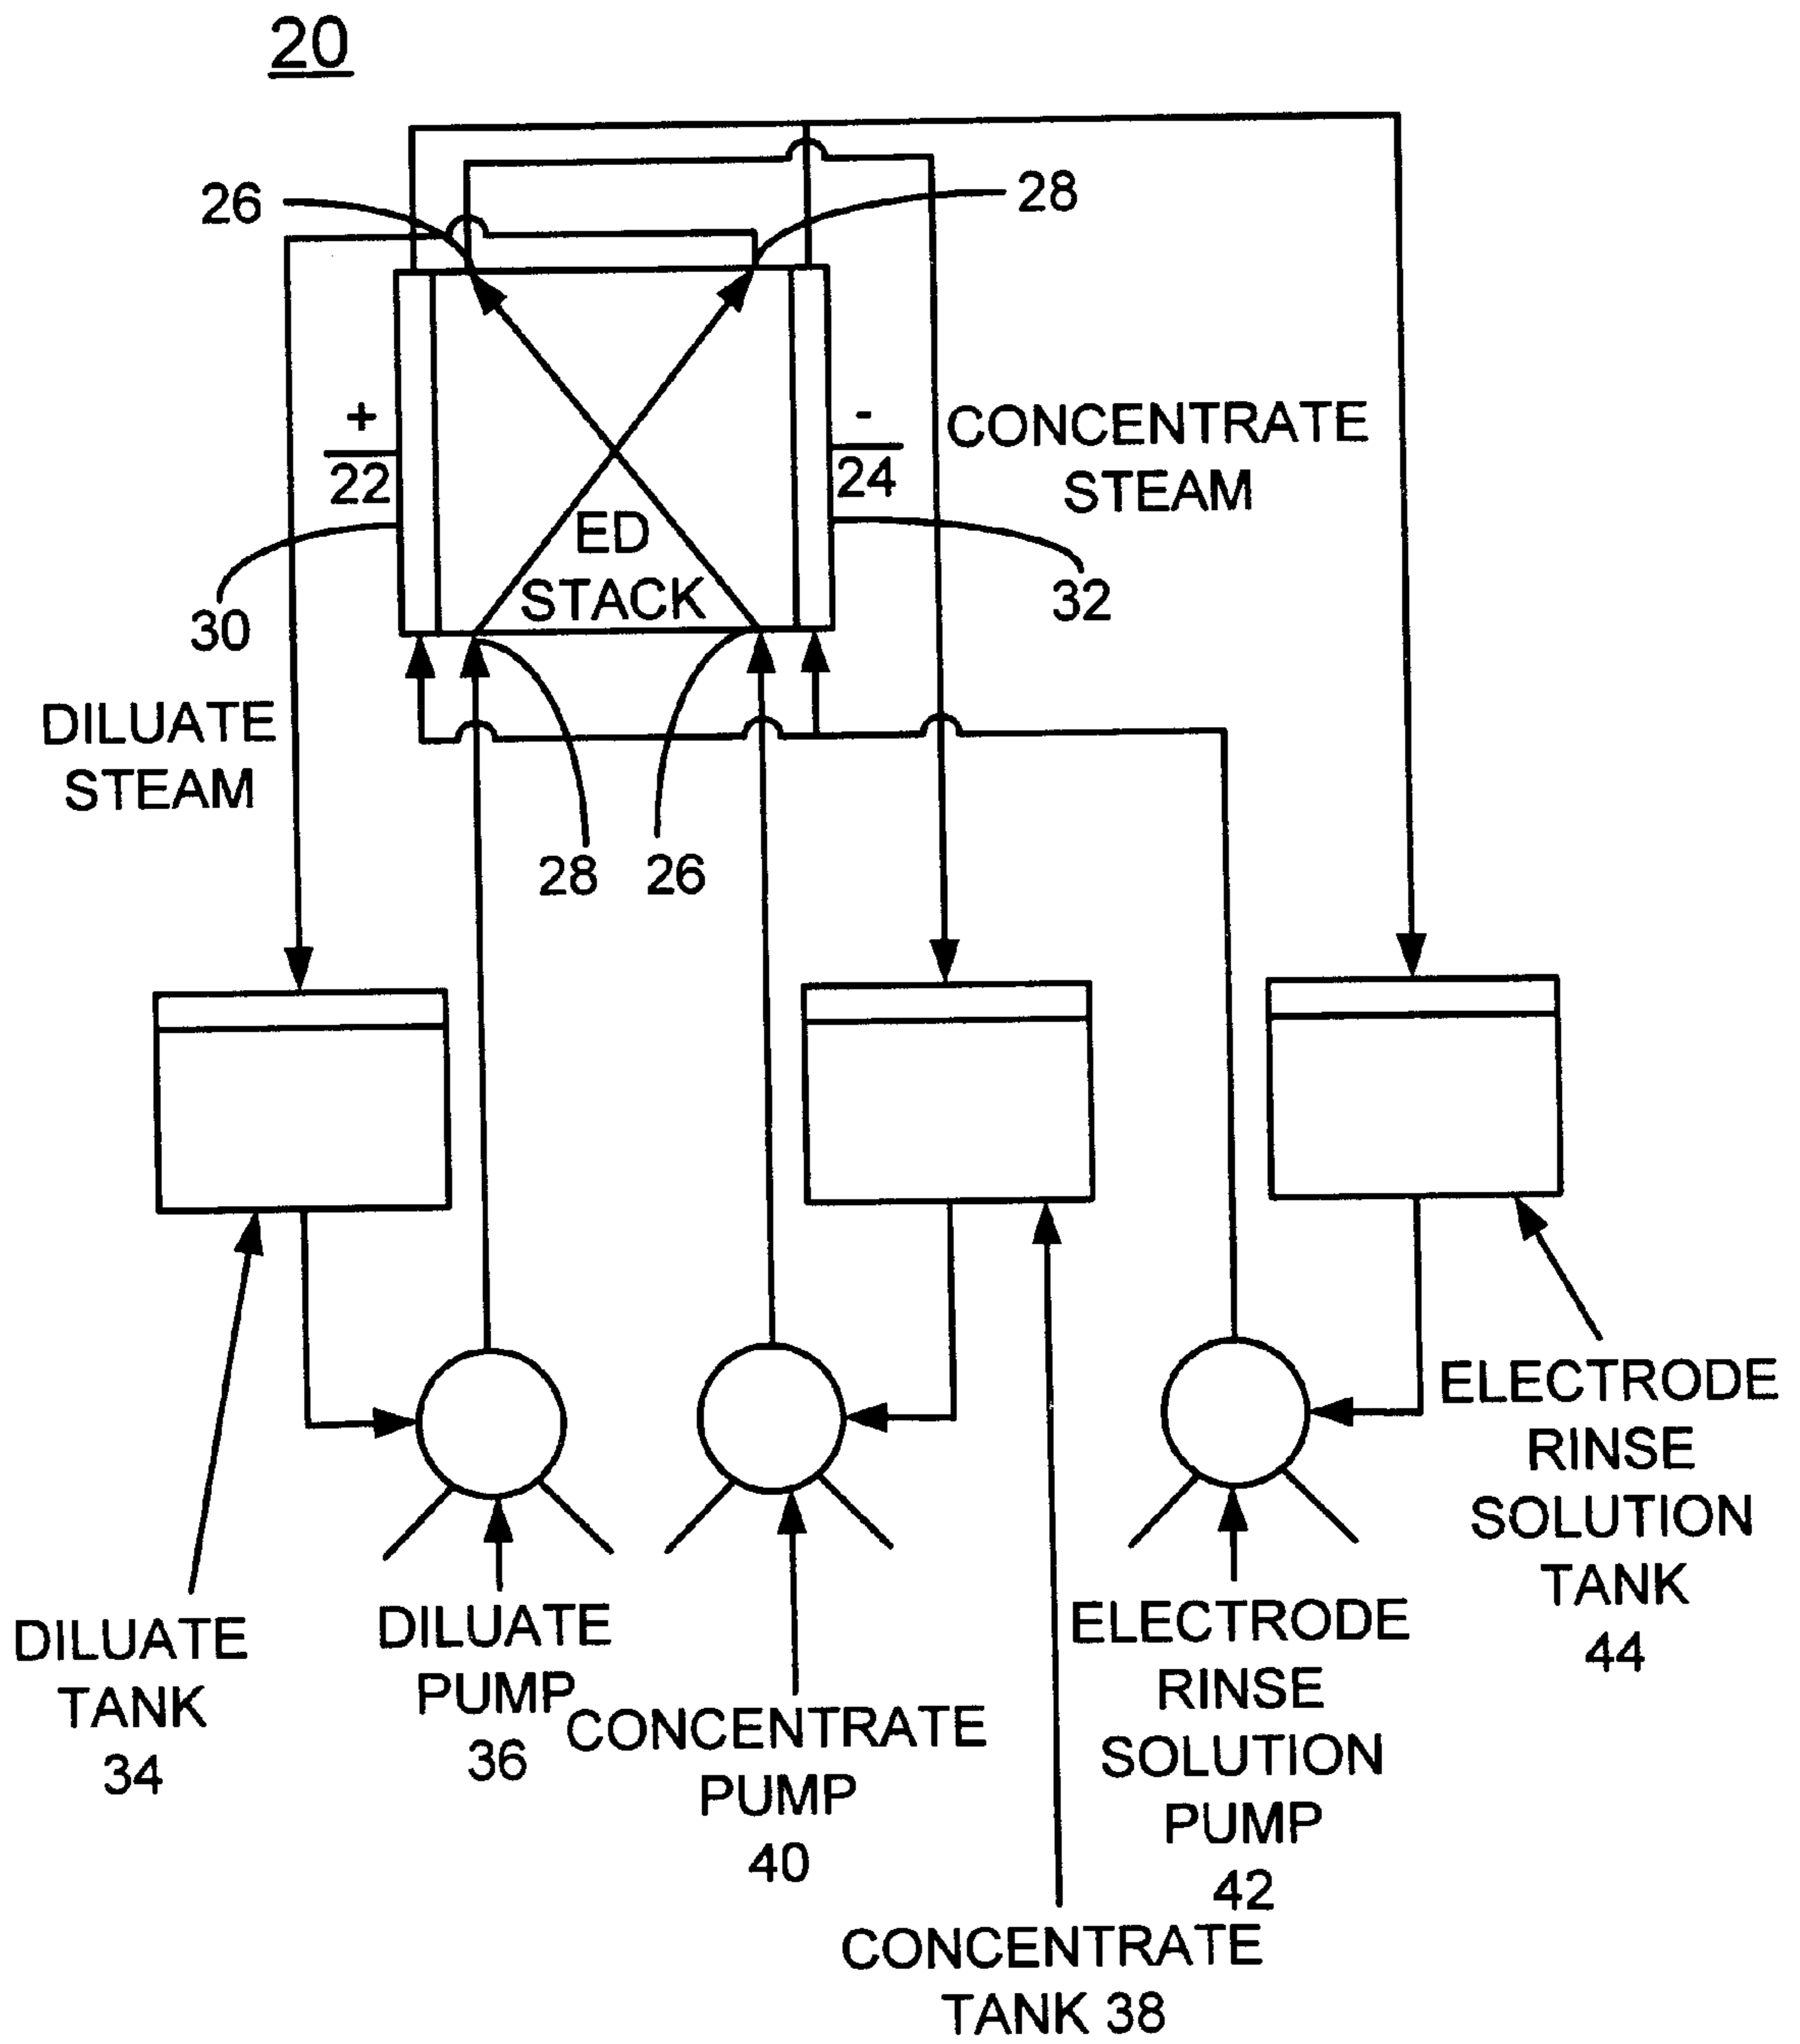 20
26
28
+
22
-
24
CONCENTRATE
STEAM
ED
STACK
30
32
DILUATE
STEAM
28
26
DILUATE
TANK
34
DILUATE
PUMP
36
CONCENTRATE
PUMP
40
CONCENTRATE
TANK 38
ELECTRODE
RINSE
SOLUTION
PUMP
42
ELECTRODE
RINSE
SOLUTION
TANK
44